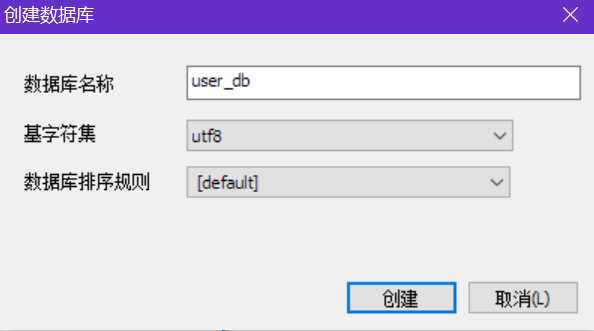 创建数据库
数据库名称 user_db
基字符集 utf8
数据库排序规则 [default]
创建 取消(L)